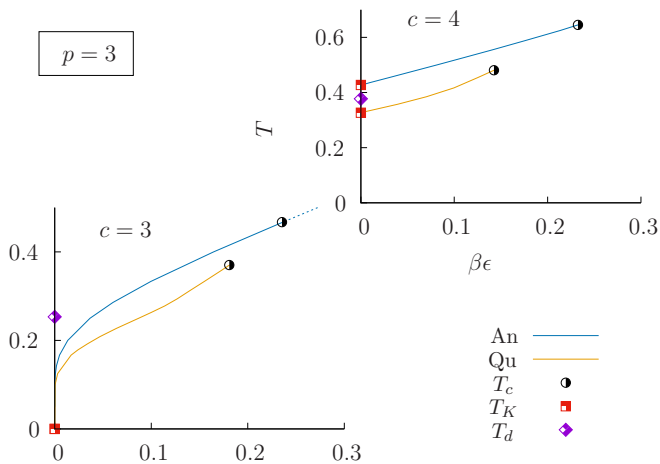 p = 3
c = 4
0.6
0.4
0.2
0
T
0 0.1 0.2 0.3
βϵ
c = 3
0.4
0.2
0
0 0.1 0.2 0.3
An
Qu
T_c
T_K
T_d